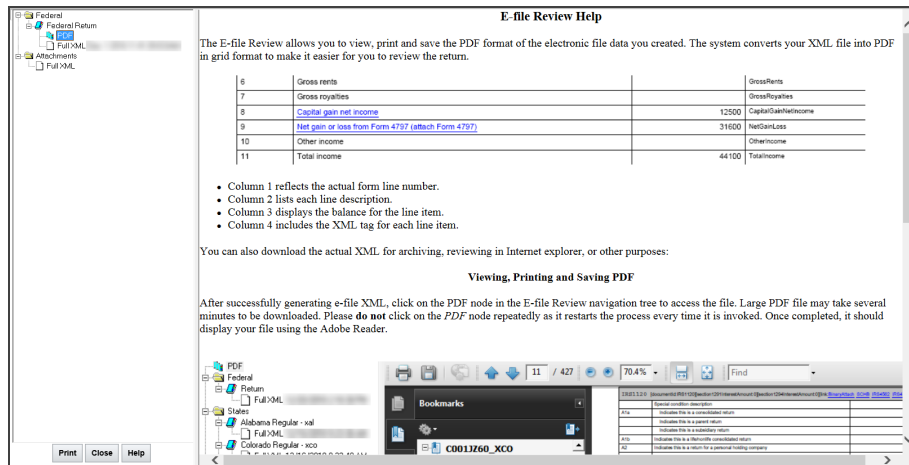 Federal
Federal Return
PDF
Full XML
Attachments
Full XML
Print Close Help
E-file Review Help
The E-file Review allows you to view, print and save the PDF format of the electronic file data you created. The system converts your XML file into PDF
in grid format to make it easier for you to review the return.
6 Gross rents GrossRents
7 Gross royalties GrossRoyalties
8 Capital gain net income 12500 CapitalGainNetIncome
9 Net gain or loss from Form 4797 (attach Form 4797) 31600 NetGainLoss
10 Other income OtherIncome
11 Total income 44100 TotalIncome
• Column 1 reflects the actual form line number.
• Column 2 lists each line description.
• Column 3 displays the balance for the line item.
• Column 4 includes the XML tag for each line item.
You can also download the actual XML for archiving, reviewing in Internet explorer, or other purposes:
Viewing, Printing and Saving PDF
After successfully generating e-file XML, click on the PDF node in the E-file Review navigation tree to access the file. Large PDF file may take several
minutes to be downloaded. Please do not click on the PDF node repeatedly as it restarts the process every time it is invoked. Once completed, it should
display your file using the Adobe Reader.
PDF
Federal
Return
Full XML
States
Alabama Regular - xal
Full XML
Colorado Regular - xco
11 / 427 70.4% Find
Bookmarks
C001JZ60_XCO
Special condition description
A1a Indicates this is a consolidated return
Indicates this is a parent return
Indicates this is a subsidiary return
A1b Indicates this is a life/nonlife consolidated return
A2 Indicates this is a return for a personal holding company